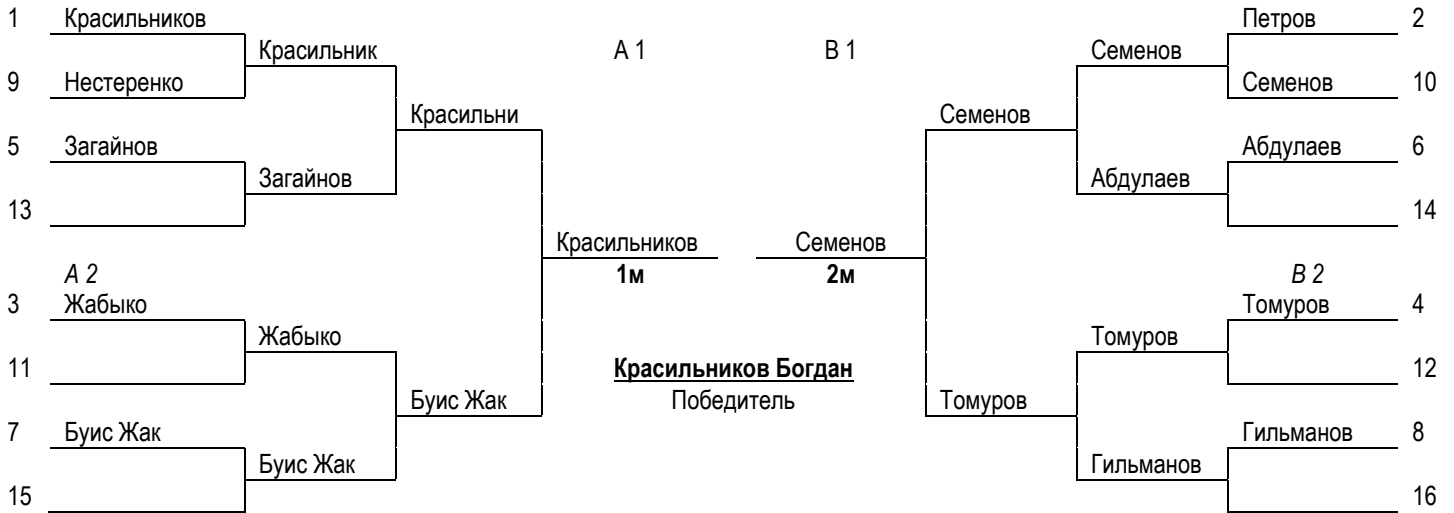 1 Красильников Петров 2
Красильник А 1 В 1 Семенов
9 Нестеренко Семенов 10
Красильни Семенов
5 Загайнов Абдулаев 6
Загайнов Абдулаев
13 14
Красильников Семенов
А 2 1м 2м В 2
3 Жабыко Томуров 4
Жабыко Томуров
11 Красильников Богдан 12
Буис Жак Победитель Томуров
7 Буис Жак Гильманов 8
Буис Жак Гильманов
15 16